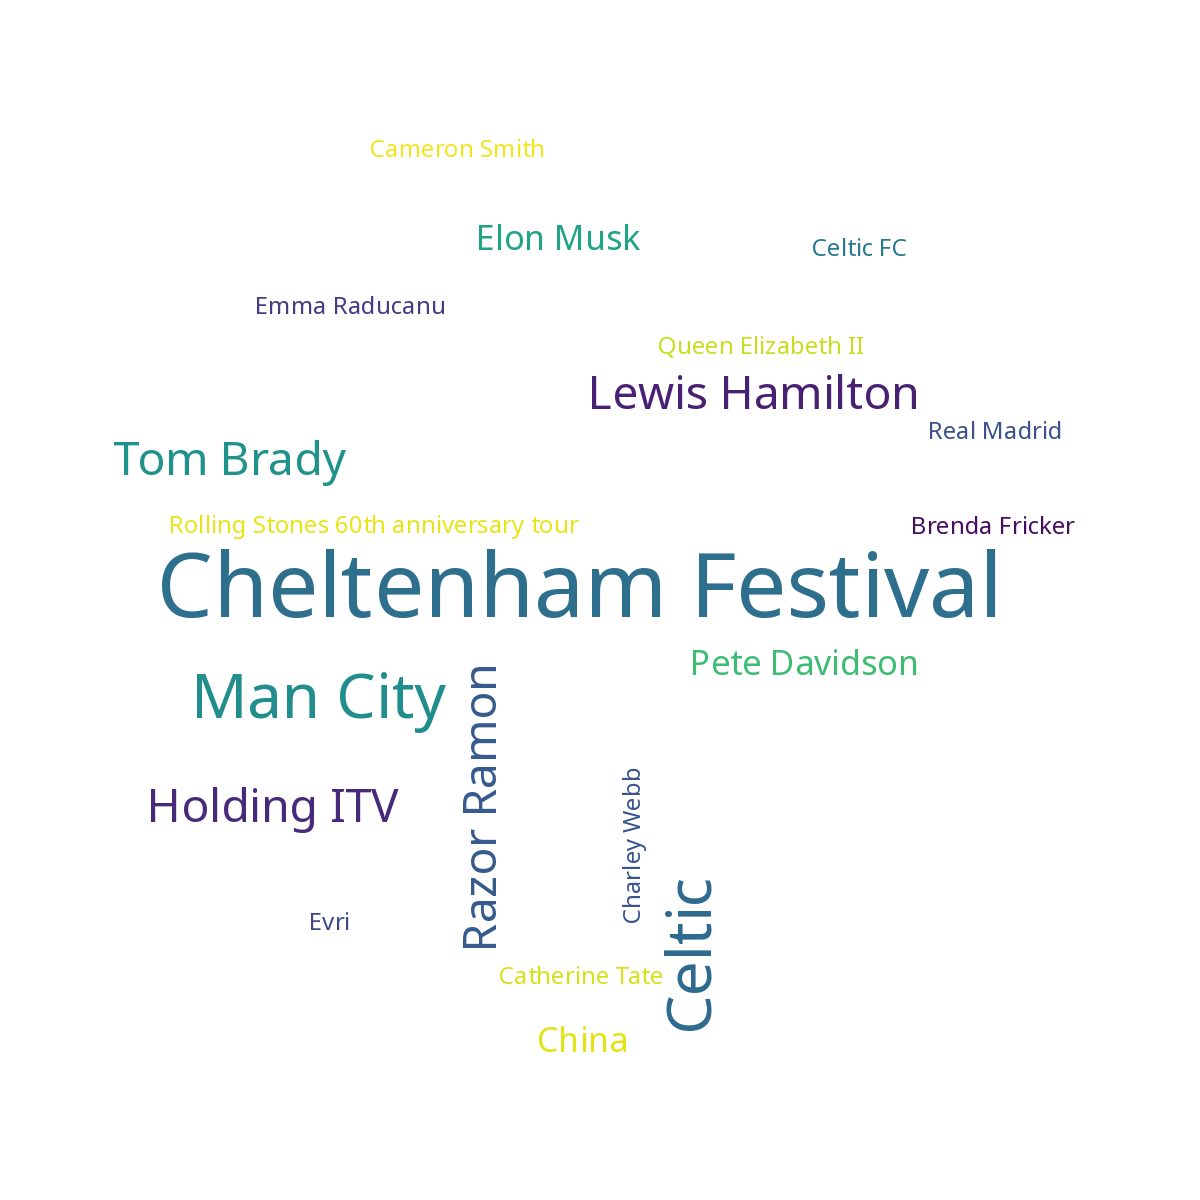 Cameron Smith
Elon Musk
Celtic FC
Emma Raducanu
Queen Elizabeth II
Lewis Hamilton
Real Madrid
Tom Brady
Rolling Stones 60th anniversary tour
Brenda Fricker
Cheltenham Festival
Pete Davidson
Man City
Razor Ramon
Holding ITV
Charley Webb
Celtic
Evri
Catherine Tate
China